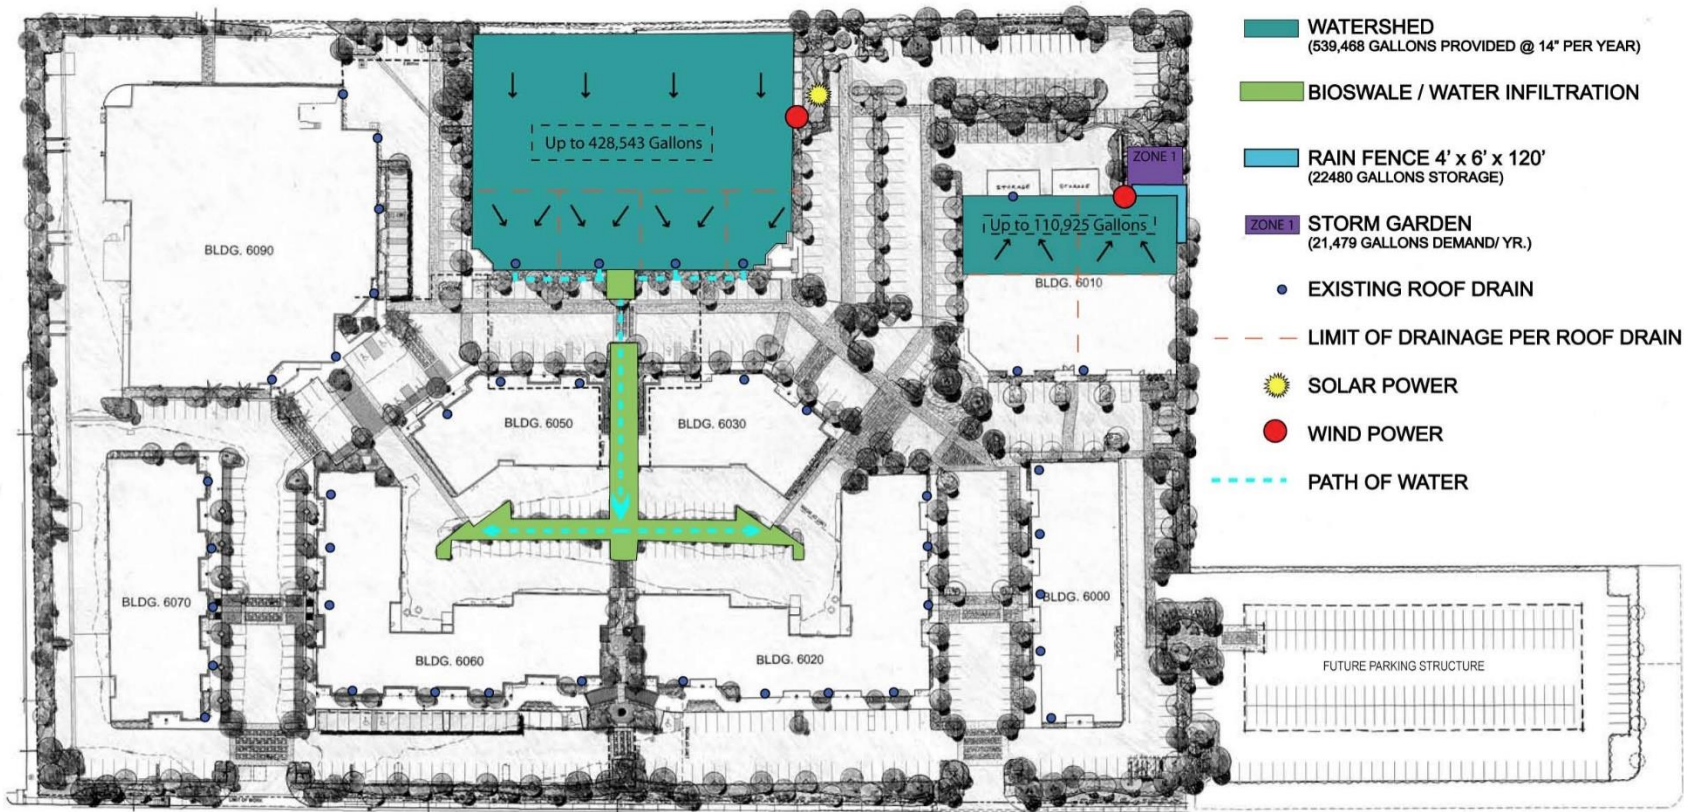 WATERSHED
(539,468 GALLONS PROVIDED @ 14" PER YEAR)
BIOSWALE / WATER INFILTRATION
RAIN FENCE 4’ x 6’ x 120’
(22480 GALLONS STORAGE)
ZONE 1
STORM GARDEN
(21,479 GALLONS DEMAND/ YR.)
EXISTING ROOF DRAIN
LIMIT OF DRAINAGE PER ROOF DRAIN
SOLAR POWER
WIND POWER
PATH OF WATER
Up to 428,543 Gallons
ZONE 1
STORAGE
STORAGE
Up to 110,925 Gallons
BLDG. 6090
BLDG. 6010
BLDG. 6050
BLDG. 6030
BLDG. 6070
BLDG. 6000
BLDG. 6060
BLDG. 6020
FUTURE PARKING STRUCTURE
LIMIT OF WORK